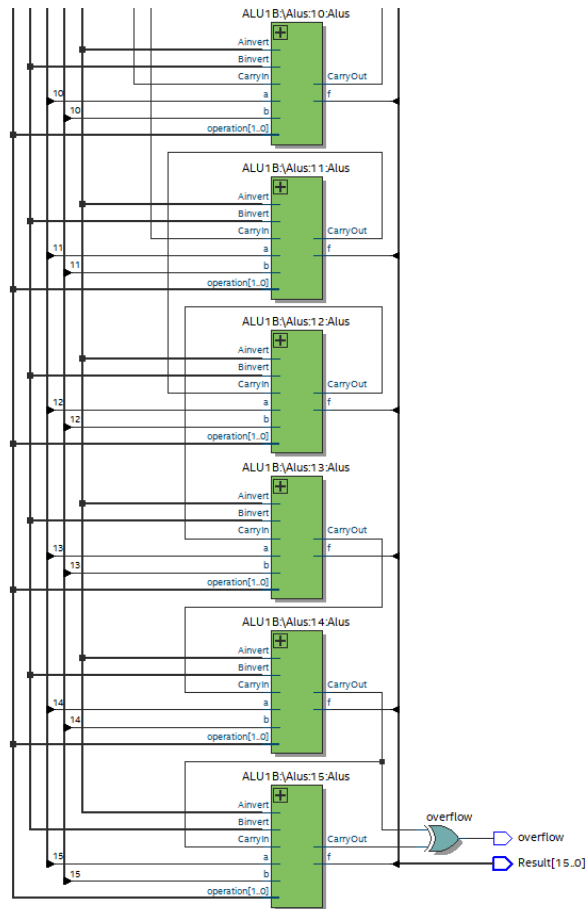 ALU1B:\Alus:10:Alus
Ainvert
Binvert
CarryIn CarryOut
10 a f
10 b
operation[1..0]
ALU1B:\Alus:11:Alus
Ainvert
Binvert
CarryIn CarryOut
11 a f
11 b
operation[1..0]
ALU1B:\Alus:12:Alus
Ainvert
Binvert
CarryIn CarryOut
12 a f
12 b
operation[1..0]
ALU1B:\Alus:13:Alus
Ainvert
Binvert
CarryIn CarryOut
13 a f
13 b
operation[1..0]
ALU1B:\Alus:14:Alus
Ainvert
Binvert
CarryIn CarryOut
14 a f
14 b
operation[1..0]
ALU1B:\Alus:15:Alus
Ainvert
Binvert
CarryIn CarryOut
15 a f
15 b
operation[1..0]
overflow
overflow
Result[15..0]